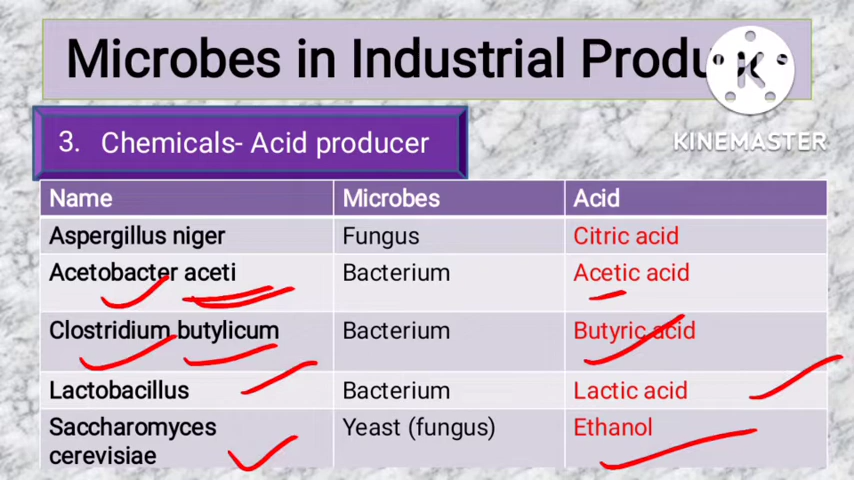 Microbes in Industrial Produ
KINEMASTER
3. Chemicals- Acid producer
Name Microbes Acid
Aspergillus niger Fungus Citric acid
Acetobacter aceti Bacterium Acetic acid
Clostridium butylicum Bacterium Butyric acid
Lactobacillus Bacterium Lactic acid
Saccharomyces Yeast (fungus) Ethanol
cerevisiae